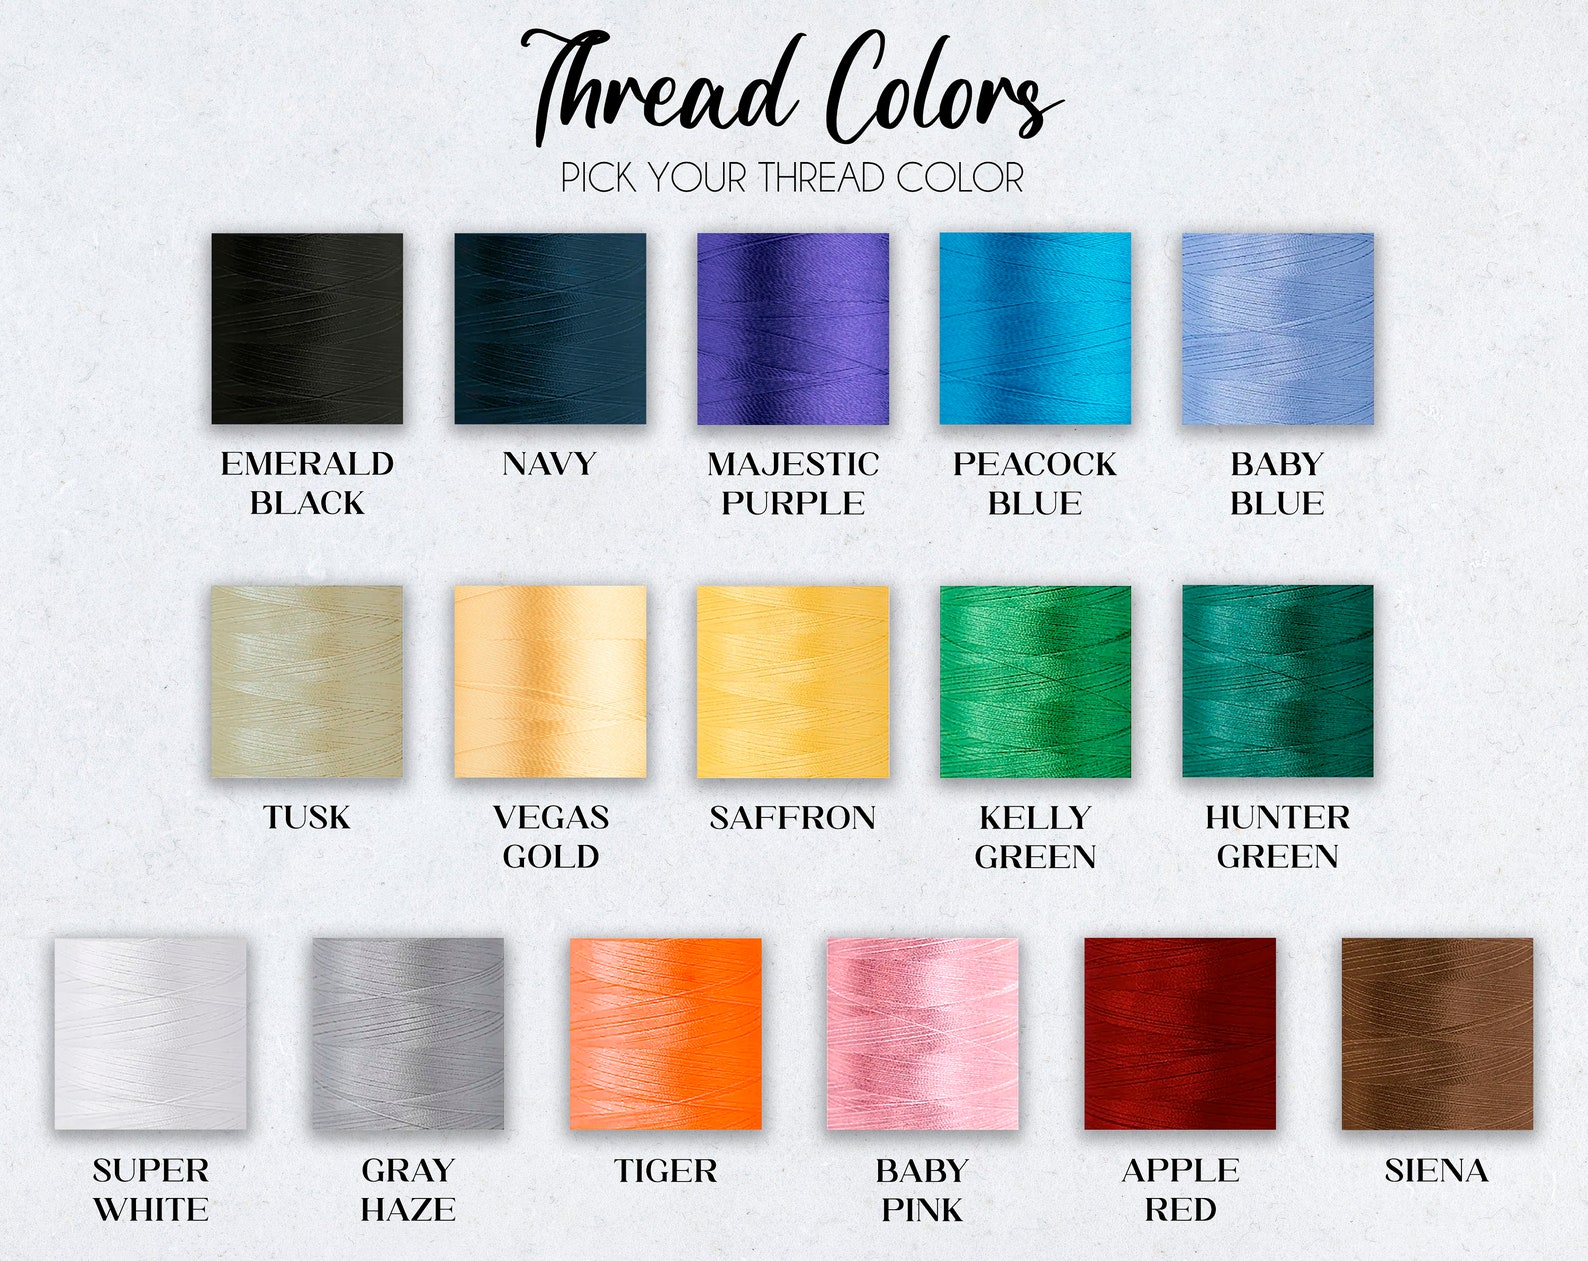 Thread Colors
PICK YOUR THREAD COLOR
EMERALD
BLACK
NAVY
MAJESTIC
PURPLE
PEACOCK
BLUE
BABY
BLUE
TUSK
VEGAS
GOLD
SAFFRON
KELLY
GREEN
HUNTER
GREEN
SUPER
WHITE
GRAY
HAZE
TIGER
BABY
PINK
APPLE
RED
SIENA